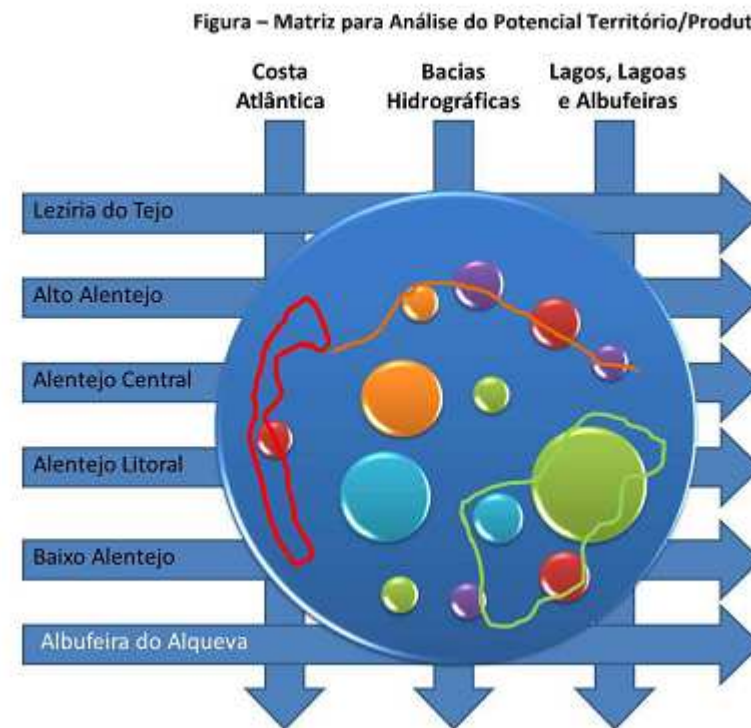 Figura – Matriz para Análise do Potencial Território/Produt
Costa
Atlântica
Bacias
Hidrográficas
Lagos, Lagoas
e Albufeiras
Lezíria do Tejo
Alto Alentejo
Alentejo Central
Alentejo Litoral
Baixo Alentejo
Albufeira do Alqueva